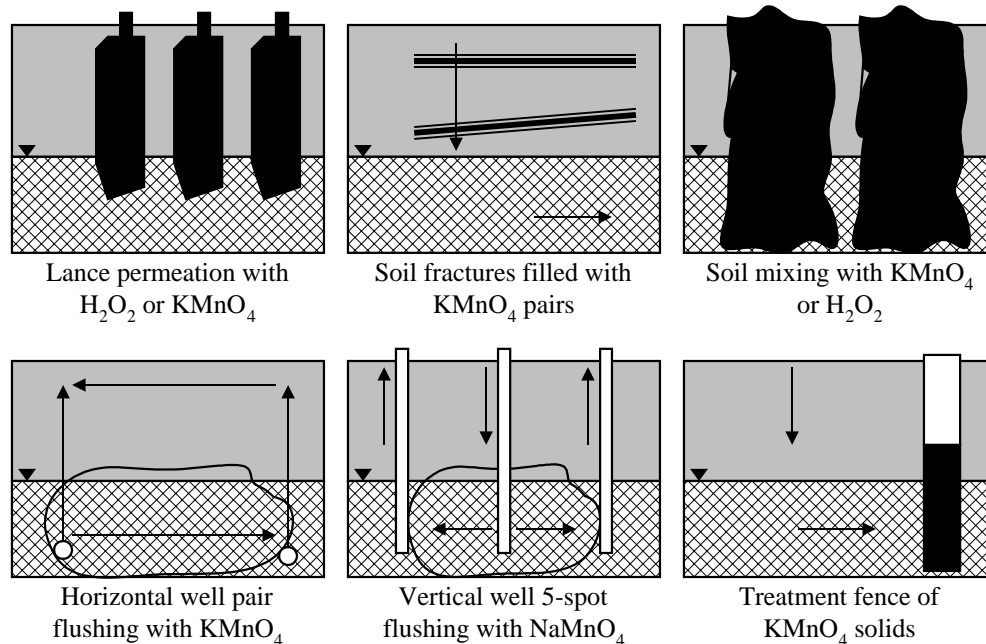 Lance permeation with
H₂O₂ or KMnO₄
Soil fractures filled with
KMnO₄ pairs
Soil mixing with KMnO₄
or H₂O₂
Horizontal well pair
flushing with KMnO₄
Vertical well 5-spot
flushing with NaMnO₄
Treatment fence of
KMnO₄ solids